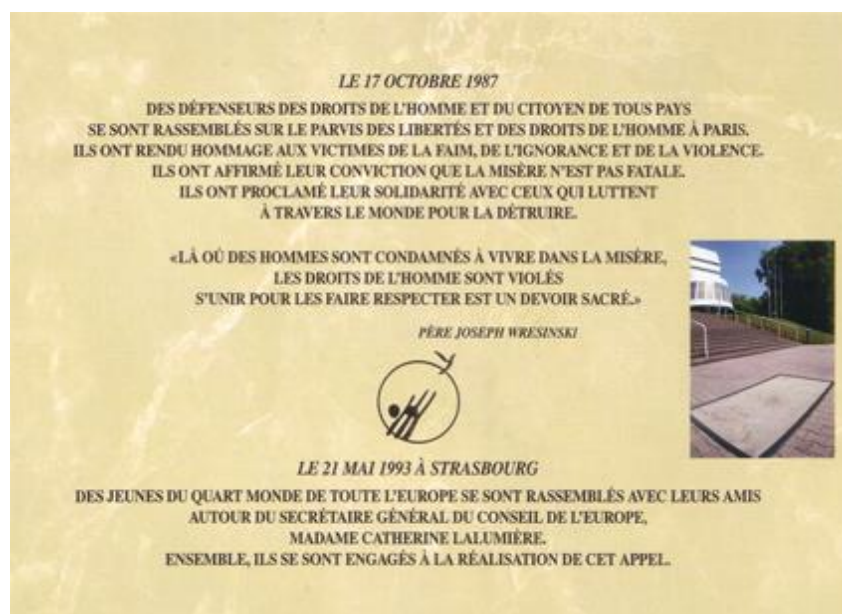 LE 17 OCTOBRE 1987
DES DÉFENSEURS DES DROITS DE L'HOMME ET DU CITOYEN DE TOUS PAYS
SE SONT RASSEMBLÉS SUR LE PARVIS DES LIBERTÉS ET DES DROITS DE L'HOMME À PARIS.
ILS ONT RENDU HOMMAGE AUX VICTIMES DE LA FAIM, DE L'IGNORANCE ET DE LA VIOLENCE.
ILS ONT AFFIRMÉ LEUR CONVICTION QUE LA MISÈRE N'EST PAS FATALE.
ILS ONT PROCLAMÉ LEUR SOLIDARITÉ AVEC CEUX QUI LUTTENT
À TRAVERS LE MONDE POUR LA DÉTRUIRE.
«LÀ OÙ DES HOMMES SONT CONDAMNÉS À VIVRE DANS LA MISÈRE,
LES DROITS DE L'HOMME SONT VIOLÉS
S'UNIR POUR LES FAIRE RESPECTER EST UN DEVOIR SACRÉ.»
PÈRE JOSEPH WRESINSKI
LE 21 MAI 1993 À STRASBOURG
DES JEUNES DU QUART MONDE DE TOUTE L'EUROPE SE SONT RASSEMBLÉS AVEC LEURS AMIS
AUTOUR DU SECRÉTAIRE GÉNÉRAL DU CONSEIL DE L'EUROPE,
MADAME CATHERINE LALUMIÈRE.
ENSEMBLE, ILS SE SONT ENGAGÉS À LA RÉALISATION DE CET APPEL.